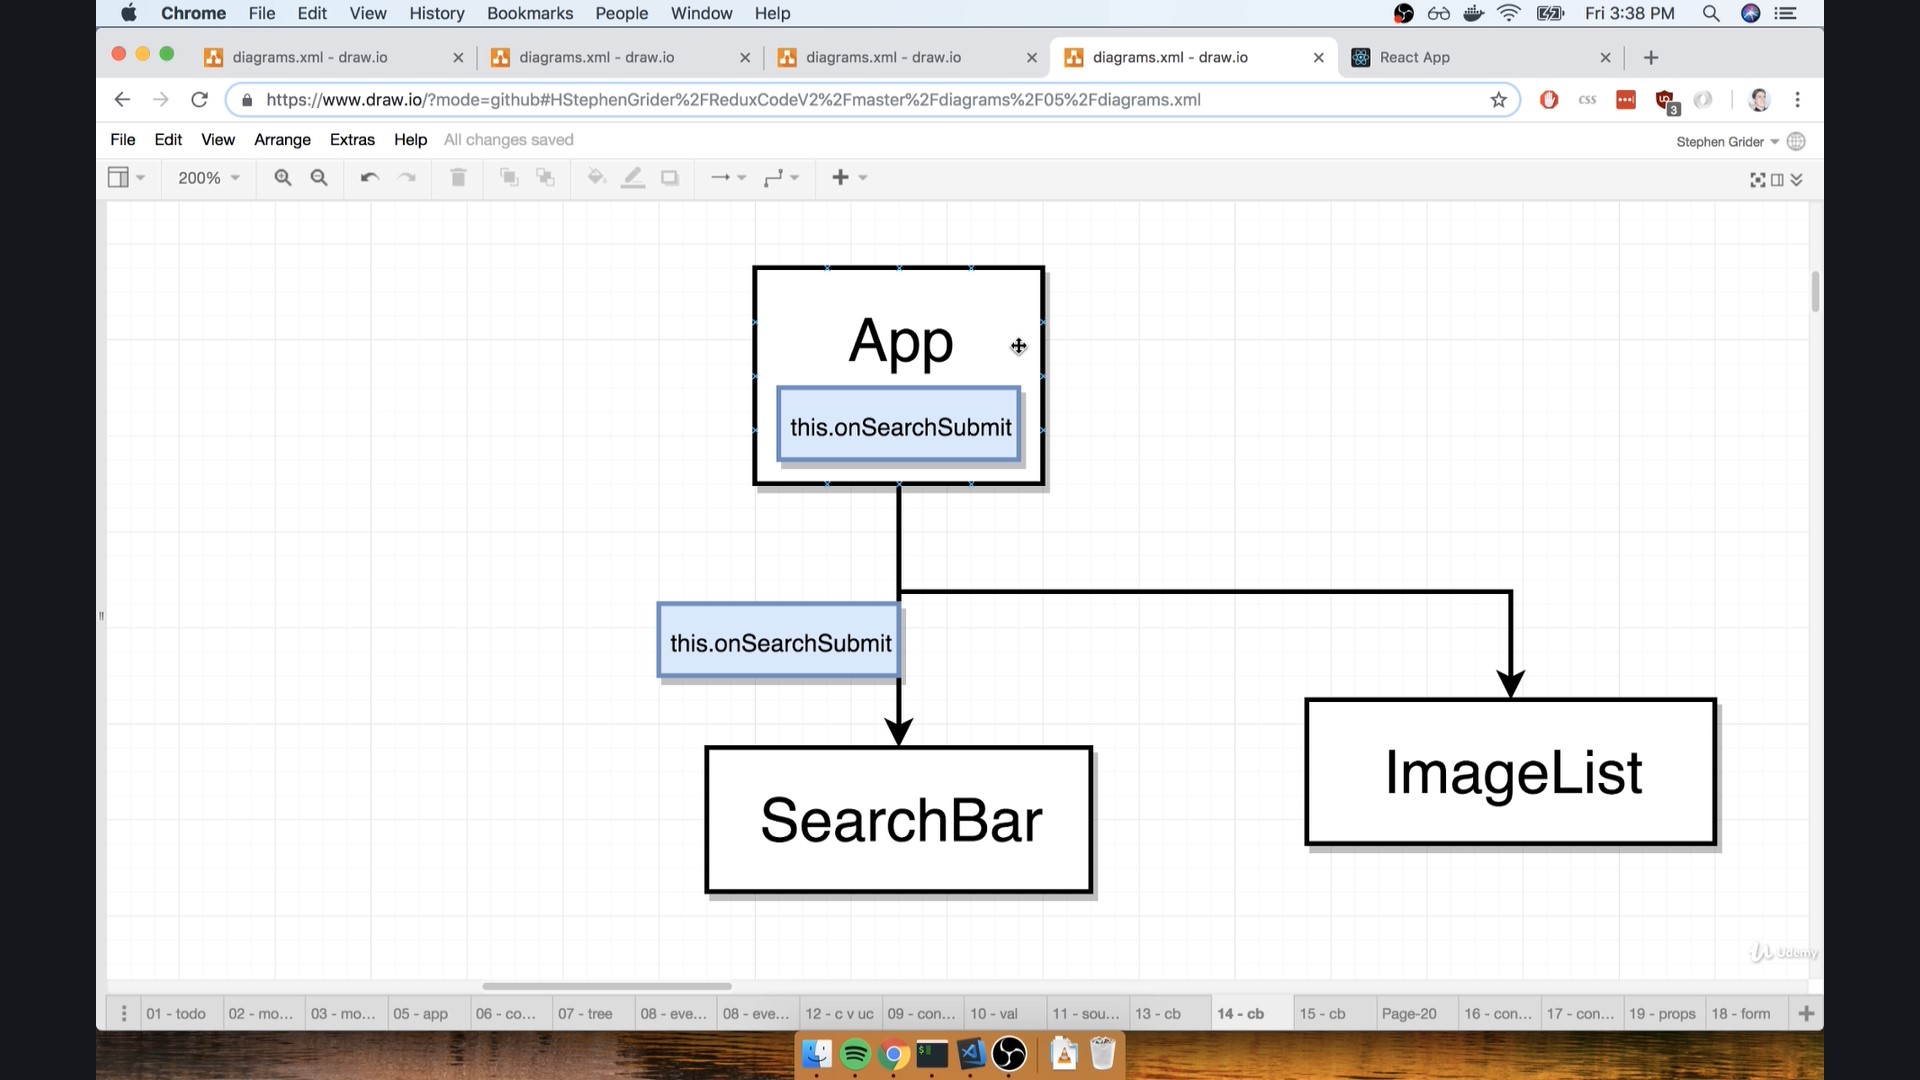 Chrome File Edit View History Bookmarks People Window Help Fri 3:38 PM
diagrams.xml - draw.io diagrams.xml - draw.io diagrams.xml - draw.io diagrams.xml - draw.io React App
https://www.draw.io/?mode=github#HStephenGrider%2FReduxCodeV2%2Fmaster%2Fdiagrams%2F05%2Fdiagrams.xml css 3
File Edit View Arrange Extras Help All changes saved Stephen Grider
200%
App
this.onSearchSubmit
this.onSearchSubmit
ImageList
SearchBar
Udemy
01 - todo 02 - mo... 03 - mo... 05 - app 06 - co... 07 - tree 08 - eve... 08 - eve... 12 - c v uc 09 - con... 10 - val 11 - sou... 13 - cb 14 - cb 15 - cb Page-20 16 - con... 17 - con... 19 - props 18 - form